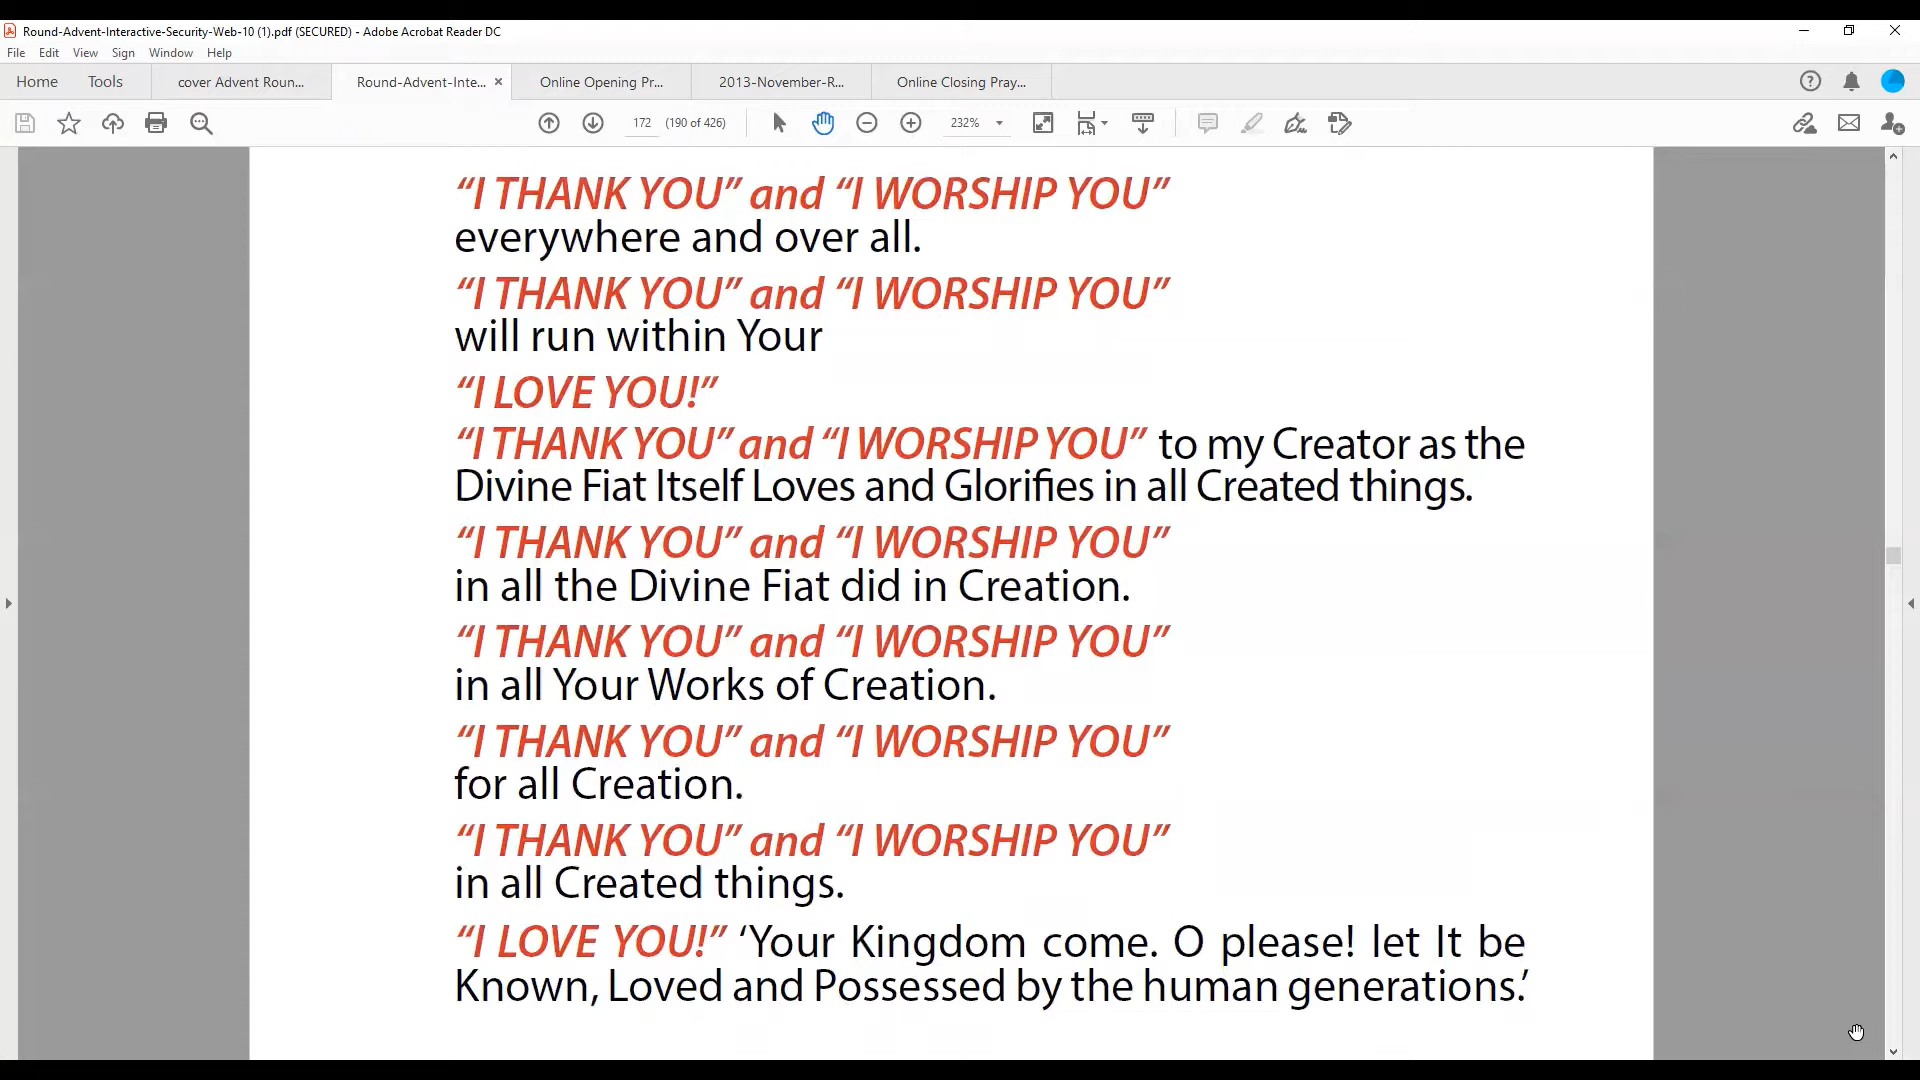 Round-Advent-Interactive-Security-Web-10 (1).pdf (SECURED) - Adobe Acrobat Reader DC
File Edit View Sign Window Help
Home Tools cover Advent Roun... Round-Advent-Inte... × Online Opening Pr... 2013-November-R... Online Closing Pray...
172 (190 of 426) 232%
“I THANK YOU” and “I WORSHIP YOU”
everywhere and over all.
“I THANK YOU” and “I WORSHIP YOU”
will run within Your
“I LOVE YOU!”
“I THANK YOU” and “I WORSHIP YOU” to my Creator as the
Divine Fiat Itself Loves and Glorifies in all Created things.
“I THANK YOU” and “I WORSHIP YOU”
in all the Divine Fiat did in Creation.
“I THANK YOU” and “I WORSHIP YOU”
in all Your Works of Creation.
“I THANK YOU” and “I WORSHIP YOU”
for all Creation.
“I THANK YOU” and “I WORSHIP YOU”
in all Created things.
“I LOVE YOU!” ‘Your Kingdom come. O please! let It be
Known, Loved and Possessed by the human generations.’